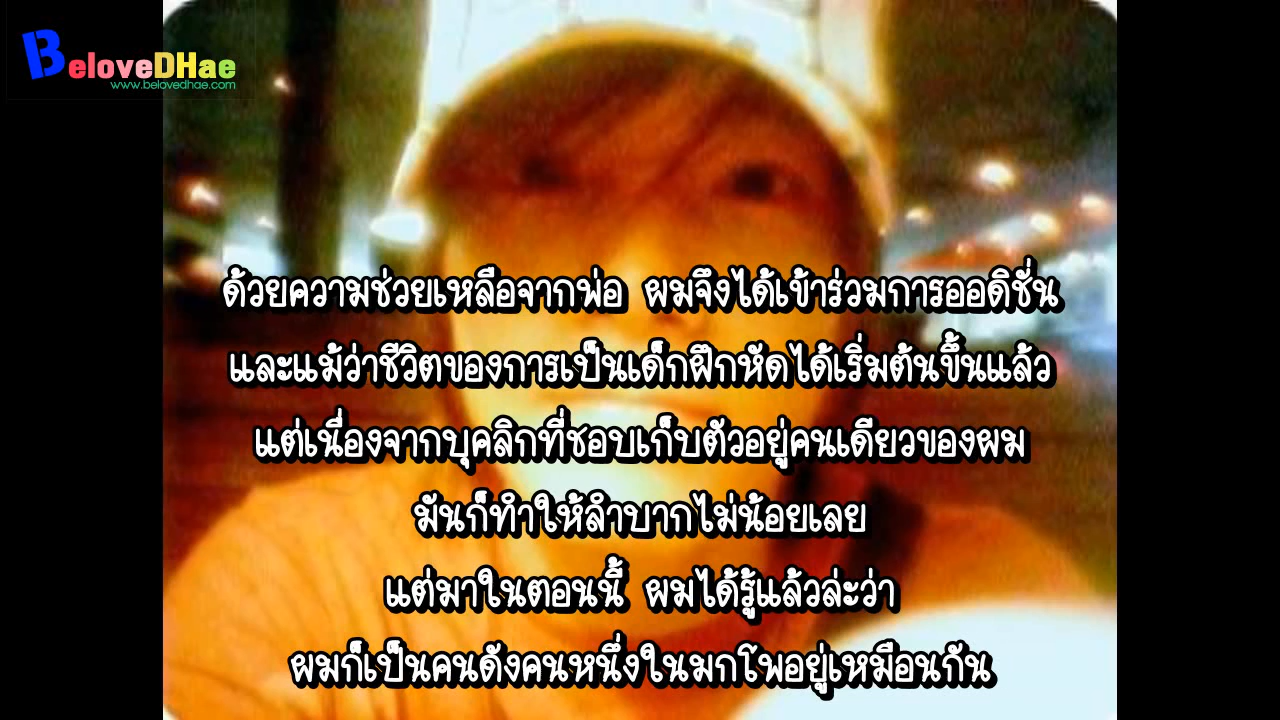 BeloveDHae
www.belovedhae.com
ด้วยความช่วยเหลือจากพ่อ ผมจึงได้เข้าร่วมการออดิชั่น
และแม้ว่าชีวิตของการเป็นเด็กฝึกหัดได้เริ่มต้นขึ้นแล้ว
แต่เนื่องจากบุคลิกที่ชอบเก็บตัวอยู่คนเดียวของผม
มันก็ทำให้ลำบากไม่น้อยเลย
แต่มาในตอนนี้ ผมได้รู้แล้วล่ะว่า
ผมก็เป็นคนดังคนหนึ่งในมกโพอยู่เหมือนกัน